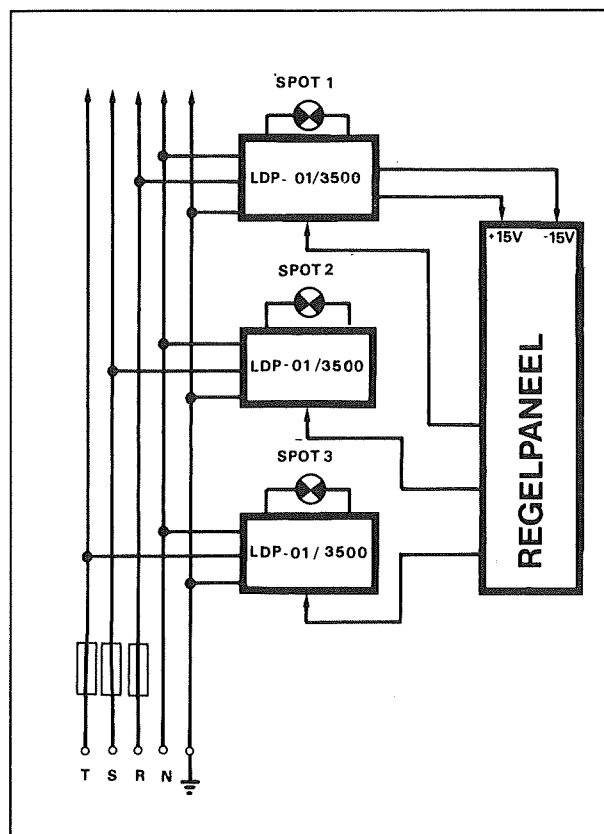 SPOT 1
LDP- 01/3500
+15V -15V
SPOT 2
LDP-01/3500
SPOT 3
LDP-01/3500
REGELPANEEL
T S R N